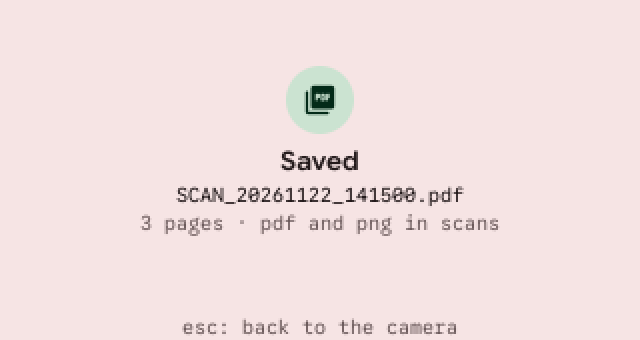 PDF
Saved
SCAN_20261122_141500.pdf
3 pages · pdf and png in scans
esc: back to the camera